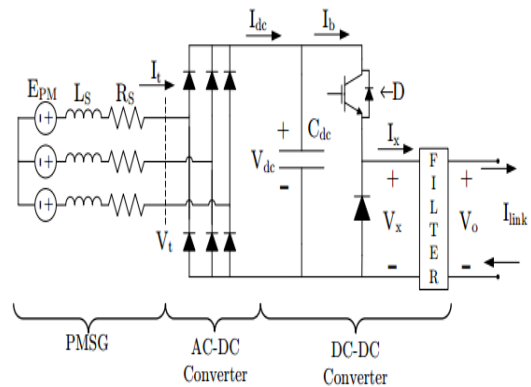 I_dc I_b
I_t
E_PM L_S R_S
←D
C_dc
I_x
+
V_dc
-
V_t
+
V_x
-
FILTER
+
V_o
-
I_link
- +
- +
- +
PMSG
AC-DC
Converter
DC-DC
Converter